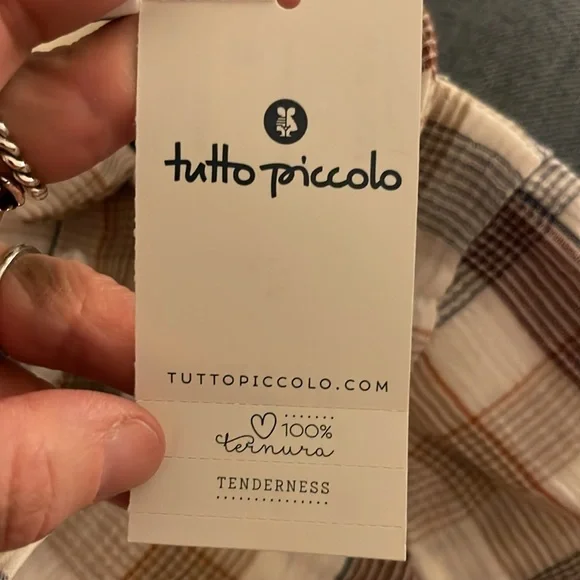 tutto piccolo
TUTTOPICCOLO.COM
100%
ternura
TENDERNESS